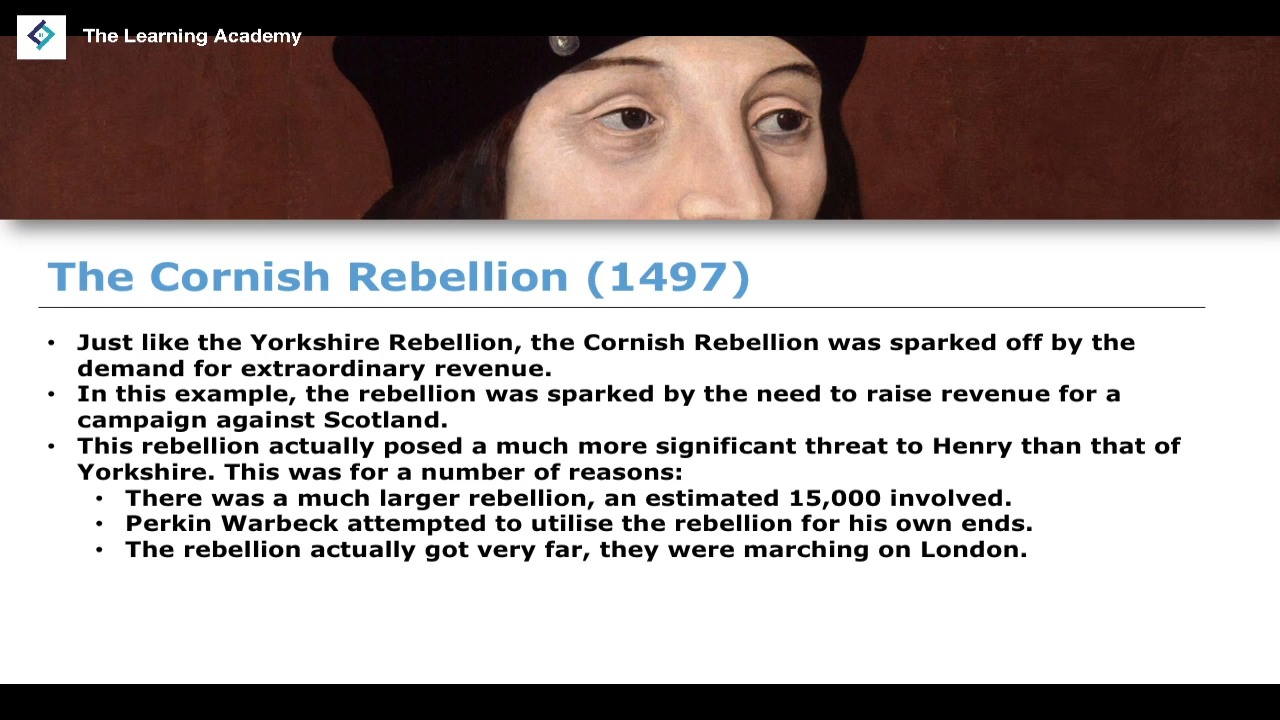 The Learning Academy
The Cornish Rebellion (1497)
• Just like the Yorkshire Rebellion, the Cornish Rebellion was sparked off by the
demand for extraordinary revenue.
• In this example, the rebellion was sparked by the need to raise revenue for a
campaign against Scotland.
• This rebellion actually posed a much more significant threat to Henry than that of
Yorkshire. This was for a number of reasons:
• There was a much larger rebellion, an estimated 15,000 involved.
• Perkin Warbeck attempted to utilise the rebellion for his own ends.
• The rebellion actually got very far, they were marching on London.